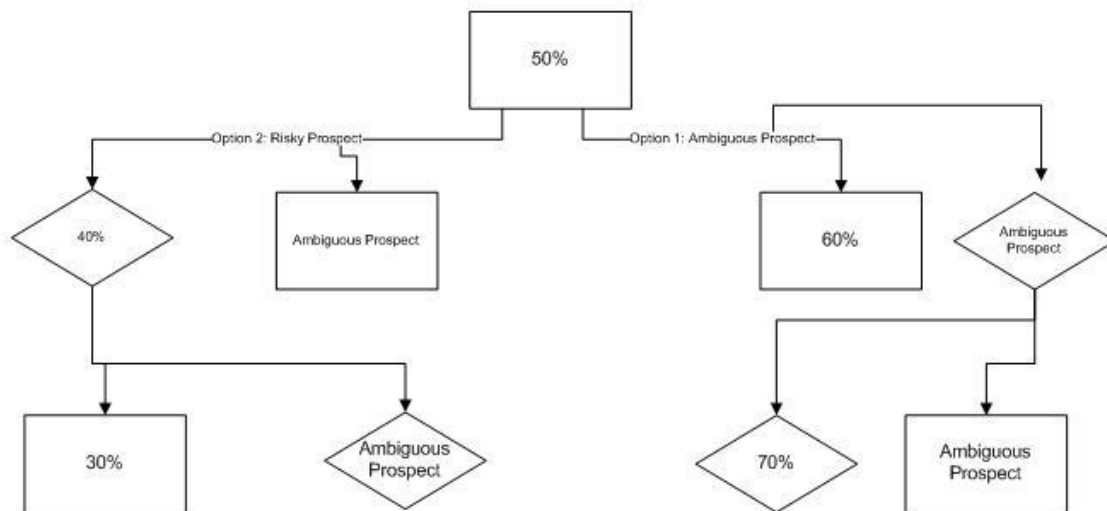 50%
Option 2: Risky Prospect
Option 1: Ambiguous Prospect
40%
Ambiguous Prospect
60%
Ambiguous
Prospect
30%
Ambiguous
Prospect
70%
Ambiguous
Prospect